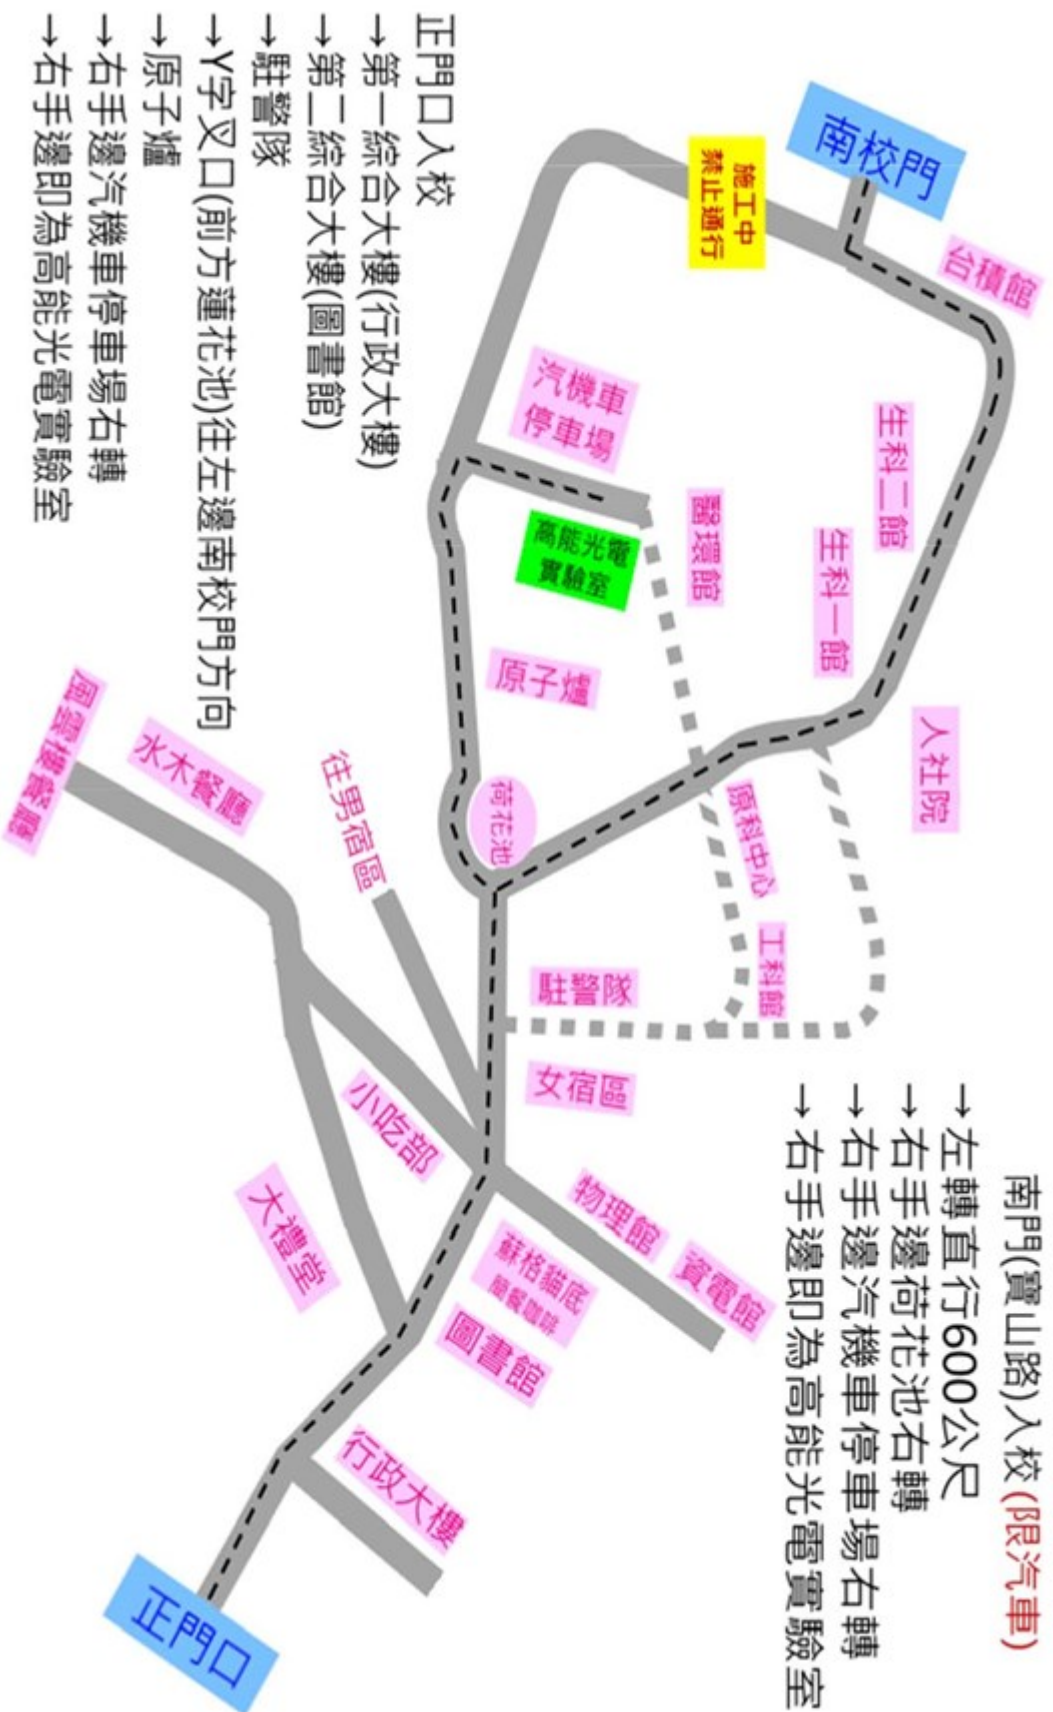 正門口入校
→第一綜合大樓(行政大樓)
→第二綜合大樓(圖書館)
→駐警隊
→Y字叉口(前方蓮花池)往左邊南校門方向
→原子爐
→右手邊汽機車停車場右轉
→右手邊即為高能光電實驗室
南門(寶山路)入校 (限汽車)
→左轉直行600公尺
→右手邊荷花池右轉
→右手邊汽機車停車場右轉
→右手邊即為高能光電實驗室
南校門
台積館
施工中
禁止通行
生科二館
生科一館
人社院
汽機車
停車場
醫環館
高能光電
實驗室
原子爐
荷花池
原科中心
工科館
駐警隊
女宿區
往男宿區
水木餐廳
風雲樓餐廳
小吃部
大禮堂
物理館
資電館
蘇格貓底
簡餐咖啡
圖書館
行政大樓
正門口